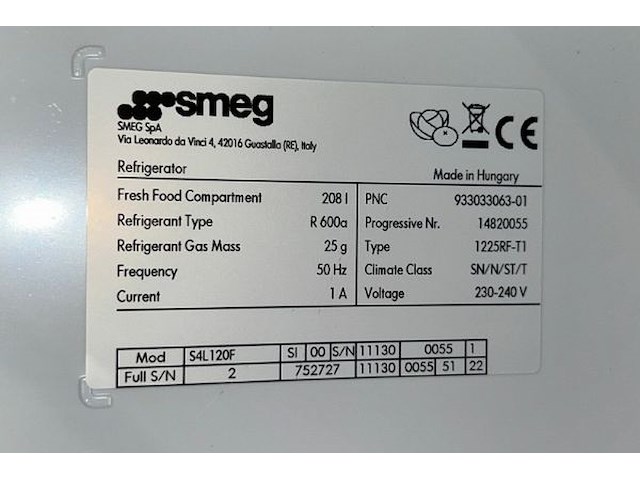 smeg
SMEG SpA
Via Leonardo da Vinci 4, 42016 Guastalla (RE), Italy
CE
Refrigerator Made in Hungary
Fresh Food Compartment 208 l PNC 933033063-01
Refrigerant Type R 600a Progressive Nr. 14820055
Refrigerant Gas Mass 25 g Type 1225RF-T1
Frequency 50 Hz Climate Class SN/N/ST/T
Current 1 A Voltage 230-240 V
Mod S4L120F SI 00 S/N 11130 0055 1
Full S/N 2 752727 11130 0055 51 22